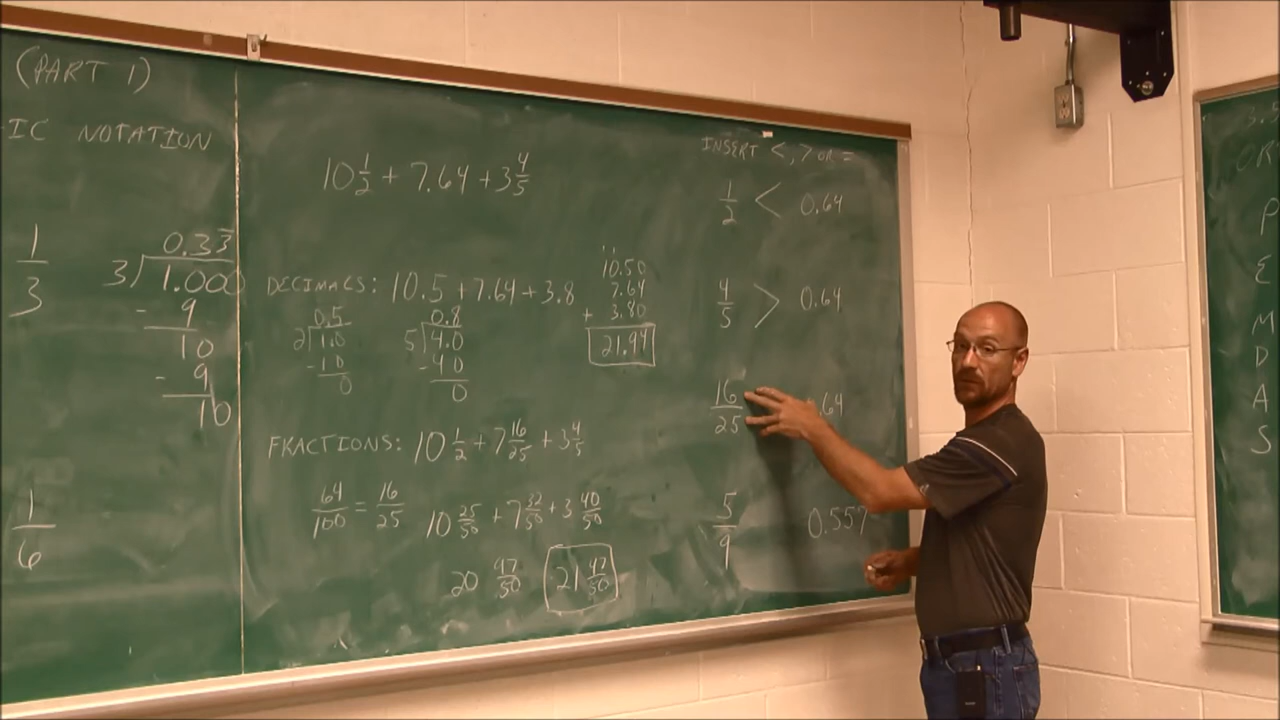 (PART 1)
IC NOTATION
1/3
0.33̅
3)1.000
- 9
10
- 9
10
1/6
10 1/2 + 7.64 + 3 4/5
DECIMALS: 10.5 + 7.64 + 3.8
0.5
2)1.0
-10
0
0.8
5)4.0
-40
0
10.50
7.64
+ 3.80
21.94
FRACTIONS: 10 1/2 + 7 16/25 + 3 4/5
64/100 = 16/25
10 25/50 + 7 32/50 + 3 40/50
20 97/50
21 47/50
INSERT <, > OR =
1/2 < 0.64
4/5 > 0.64
16/25 .64
5/9 0.557
P
E
M
D
A
S